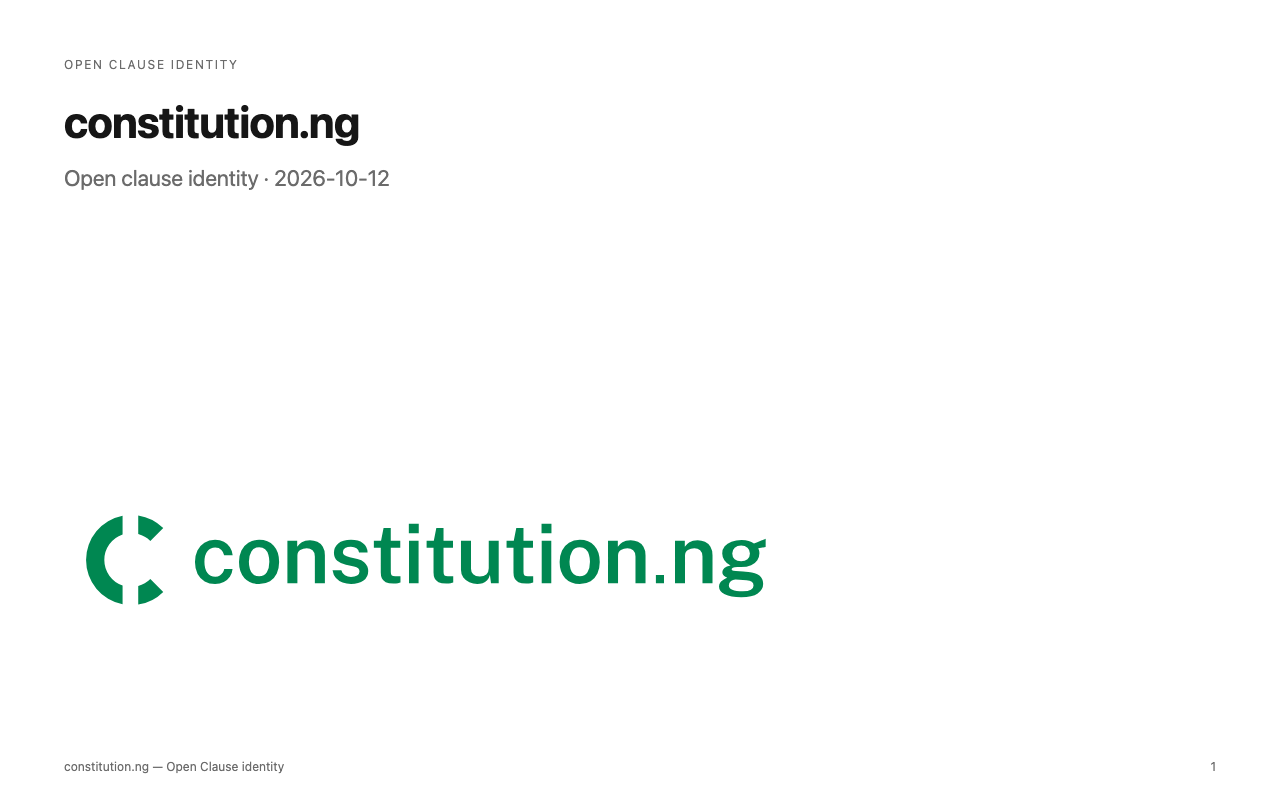 OPEN CLAUSE IDENTITY
constitution.ng
Open clause identity · 2026-10-12
constitution.ng
constitution.ng — Open Clause identity
1